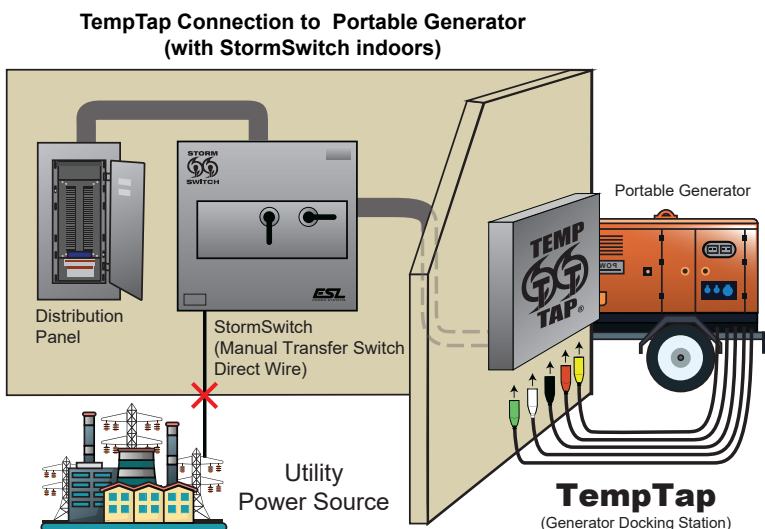 TempTap Connection to Portable Generator
(with StormSwitch indoors)
STORM
SWITCH
Portable Generator
TEMP
TAP®
POW
Distribution
Panel
ESL
StormSwitch
(Manual Transfer Switch
Direct Wire)
Utility
Power Source
TempTap
(Generator Docking Station)